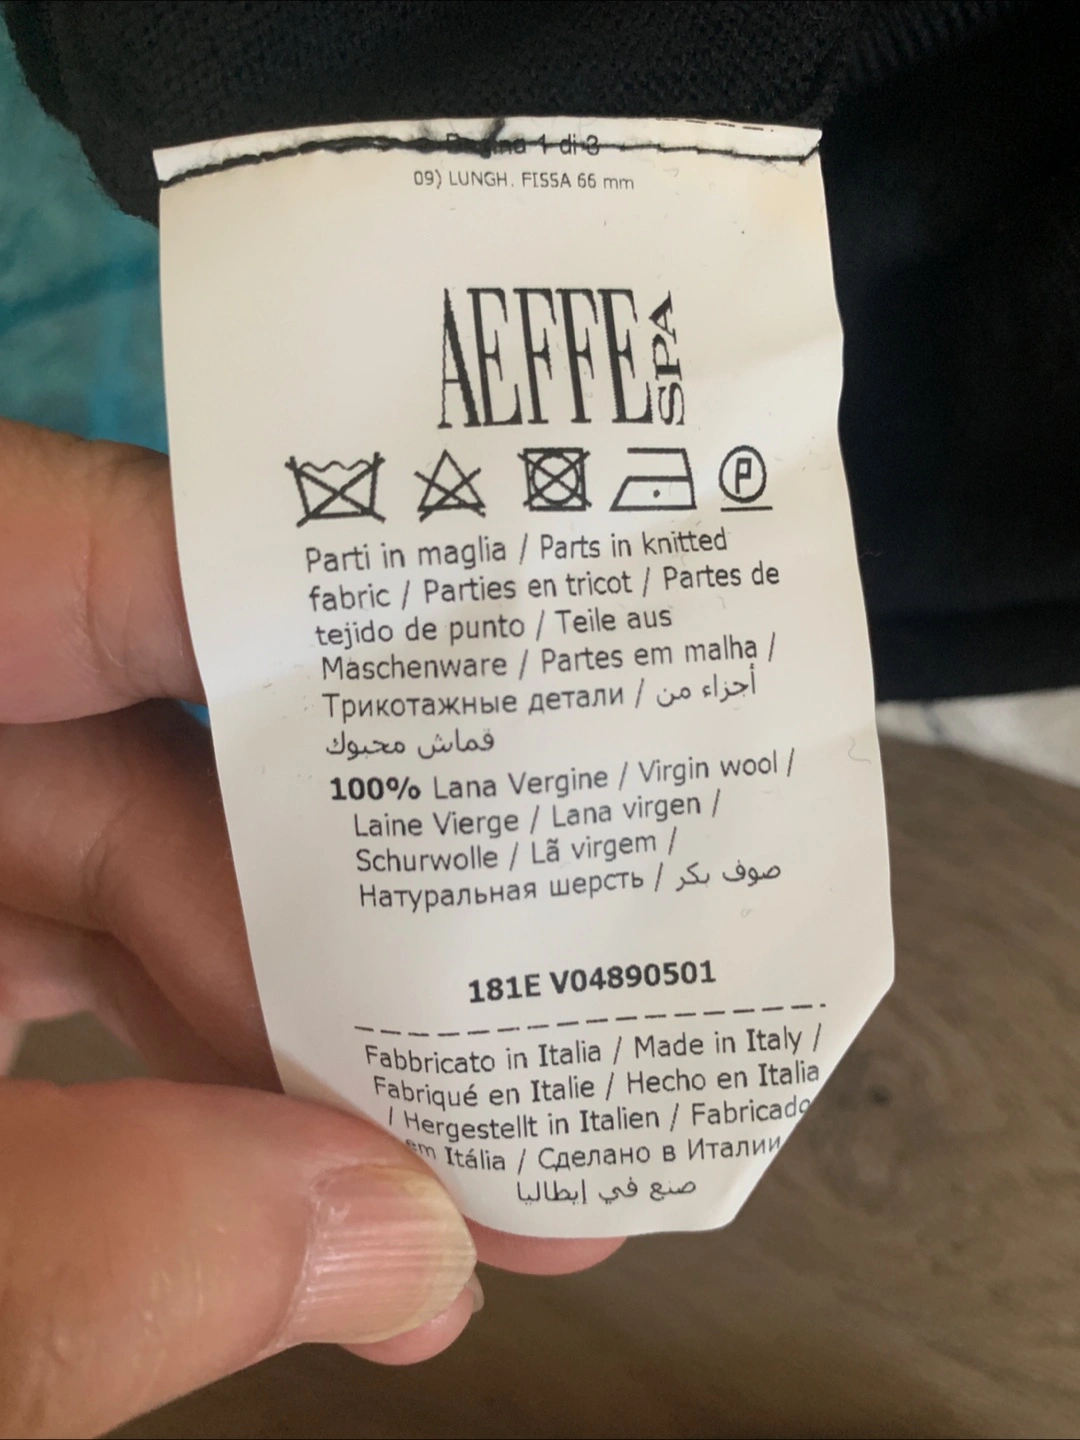 Pagina 1 di 3
09) LUNGH. FISSA 66 mm
AEFFE SPA
P
Parti in maglia / Parts in knitted
fabric / Parties en tricot / Partes de
tejido de punto / Teile aus
Maschenware / Partes em malha /
Трикотажные детали / أجزاء من
قماش محبوك
100% Lana Vergine / Virgin wool /
Laine Vierge / Lana virgen /
Schurwolle / Lã virgem /
Натуральная шерсть / صوف بكر
181E V04890501
Fabbricato in Italia / Made in Italy /
Fabriqué en Italie / Hecho en Italia
/ Hergestellt in Italien / Fabricado
em Itália / Сделано в Италии
صنع في إيطاليا